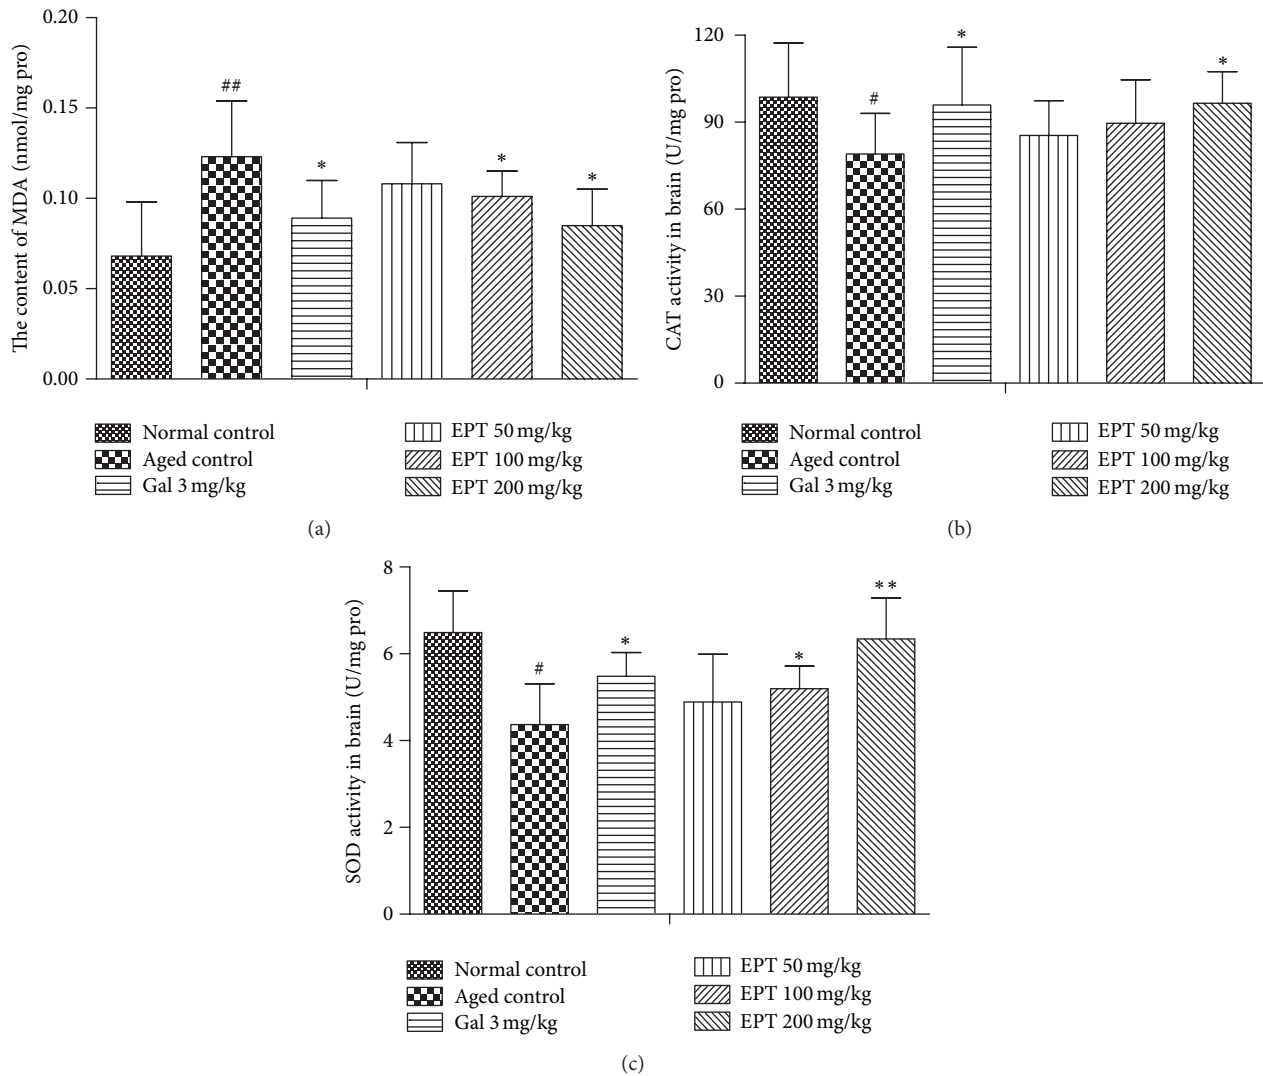 The content of MDA (nmol/mg pro)
0.20
0.15
0.10
0.05
0.00
##
*
*
*
Normal control
Aged control
Gal 3 mg/kg
EPT 50 mg/kg
EPT 100 mg/kg
EPT 200 mg/kg
(a)
CAT activity in brain (U/mg pro)
120
90
60
30
0
#
*
*
Normal control
Aged control
Gal 3 mg/kg
EPT 50 mg/kg
EPT 100 mg/kg
EPT 200 mg/kg
(b)
SOD activity in brain (U/mg pro)
8
6
4
2
0
#
*
*
**
Normal control
Aged control
Gal 3 mg/kg
EPT 50 mg/kg
EPT 100 mg/kg
EPT 200 mg/kg
(c)